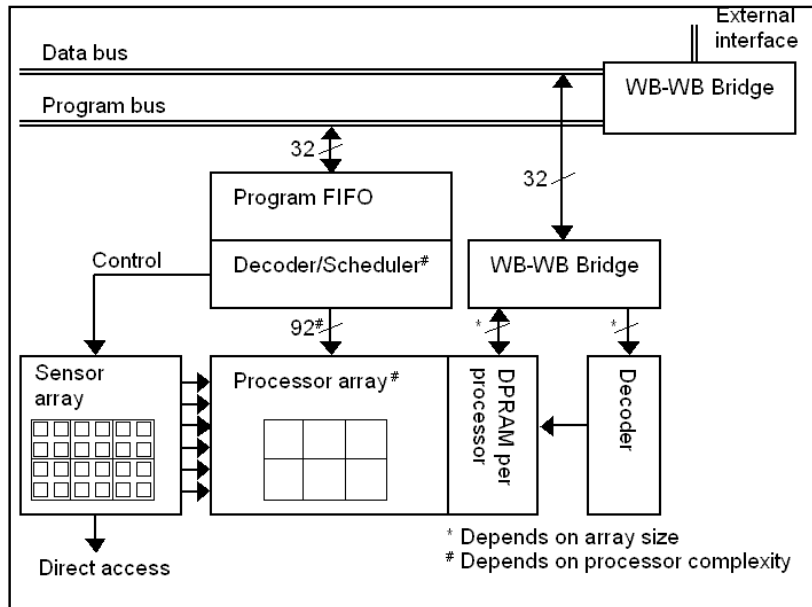 External
interface
Data bus
WB-WB Bridge
Program bus
32
32
Program FIFO
Control
Decoder/Scheduler#
WB-WB Bridge
92#
*
*
Sensor
array
Processor array#
DPRAM per
processor
Decoder
* Depends on array size
# Depends on processor complexity
Direct access